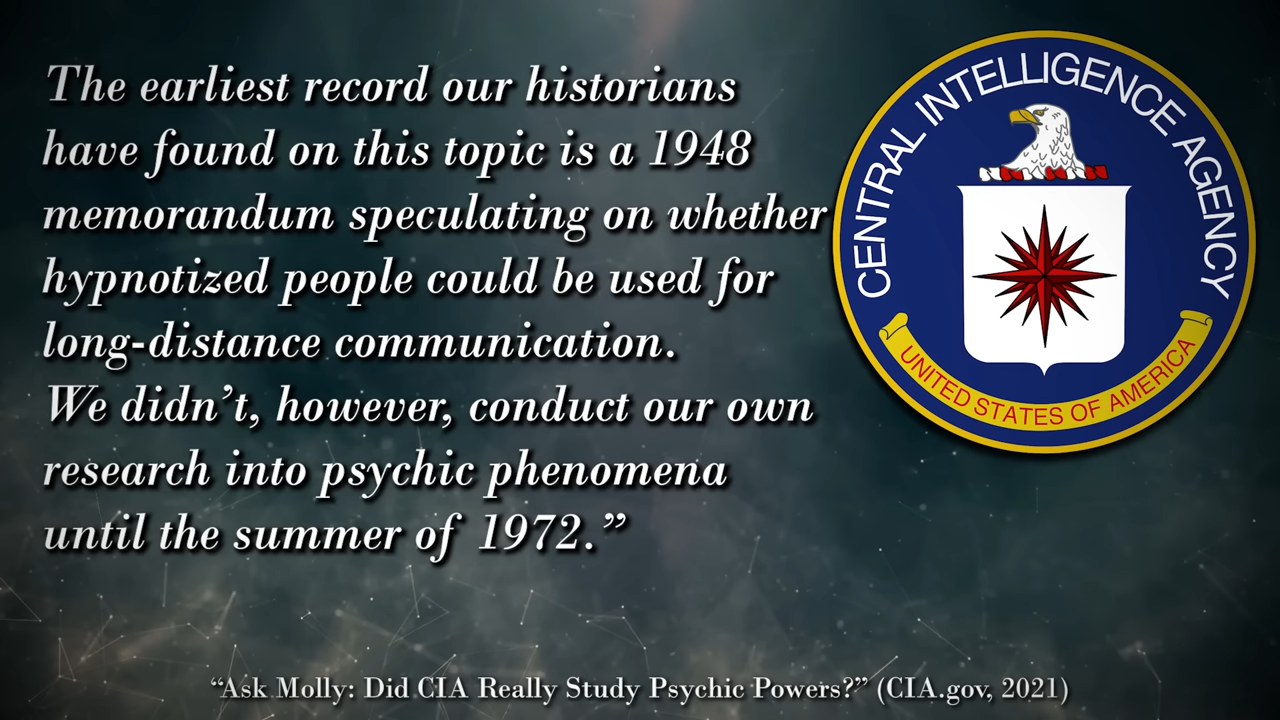 The earliest record our historians
have found on this topic is a 1948
memorandum speculating on whether
hypnotized people could be used for
long-distance communication.
We didn’t, however, conduct our own
research into psychic phenomena
until the summer of 1972.”
CENTRAL INTELLIGENCE AGENCY
UNITED STATES OF AMERICA
“Ask Molly: Did CIA Really Study Psychic Powers?” (CIA.gov, 2021)